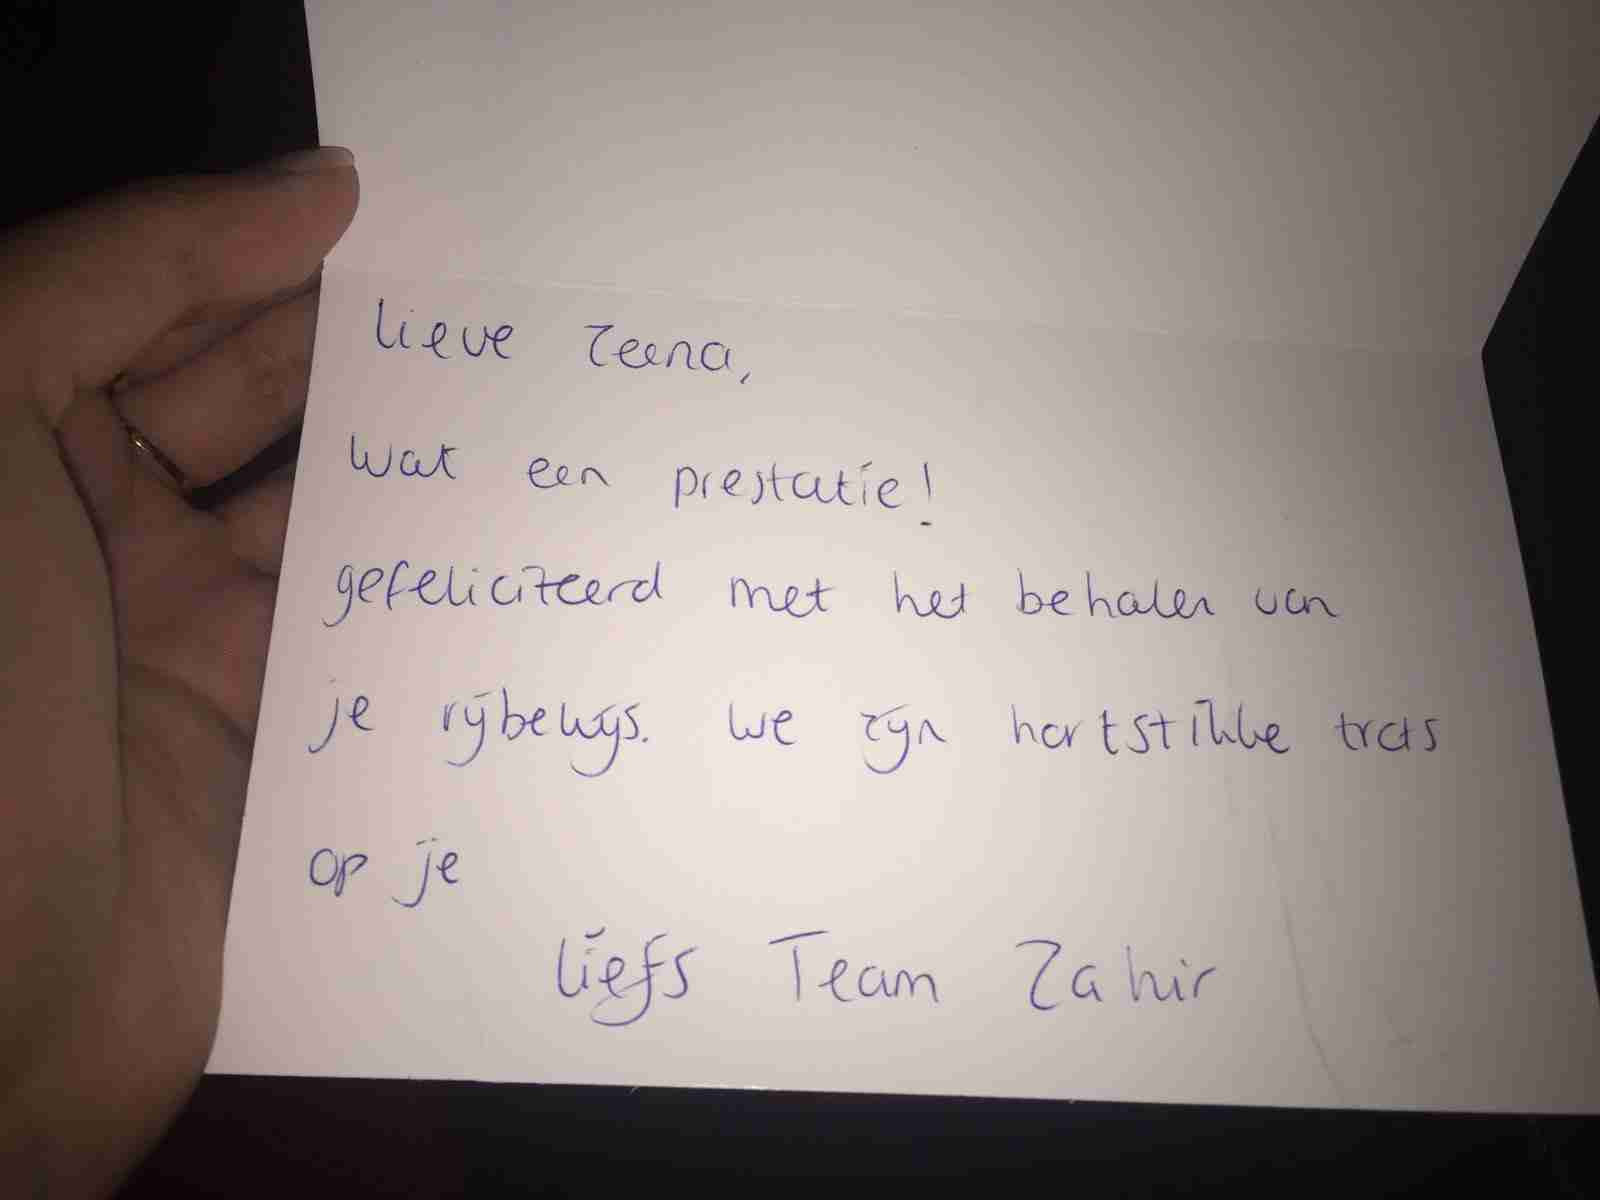 lieve Zeena,
wat een prestatie!
gefeliciteerd met het behalen van
je rijbewijs. we zijn hartstikke trots
op je
liefs Team Zahir